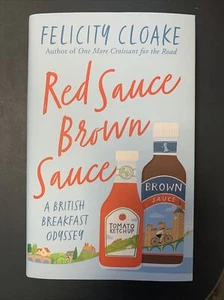 FELICITY CLOAKE
Author of One More Croissant for the Road
Red Sauce
Brown
Sauce
A BRITISH
BREAKFAST
ODYSSEY
TOMATO
KETCHUP
BROWN
SAUCE